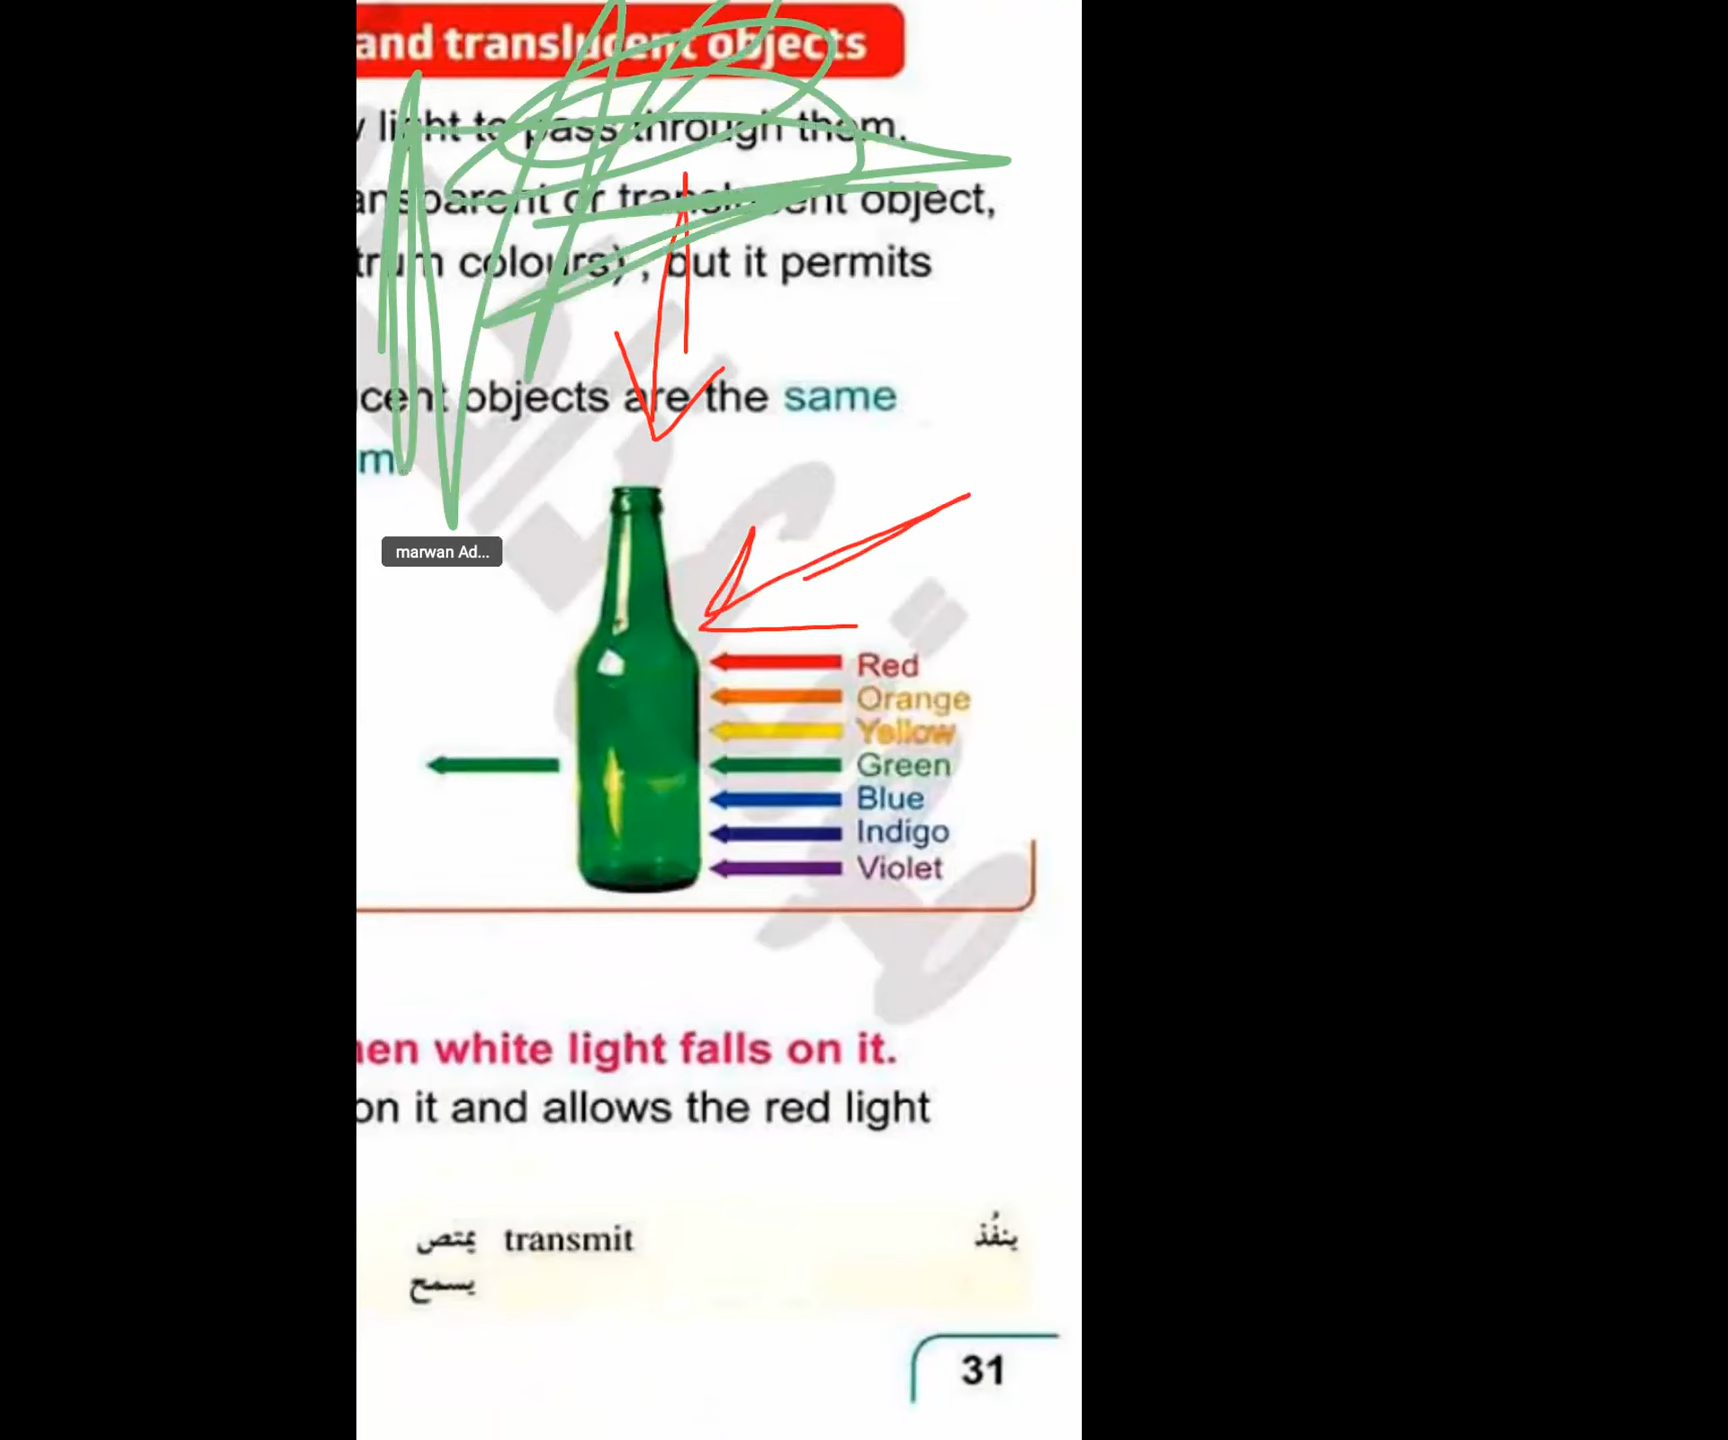 and translucent objects
light to pass through them.
ansparent or translucent object,
trum colours), but it permits
cent objects are the same
m
marwan Ad...
Red
Orange
Yellow
Green
Blue
Indigo
Violet
hen white light falls on it.
on it and allows the red light
يمتص transmit ينفُذ
يسمح
31